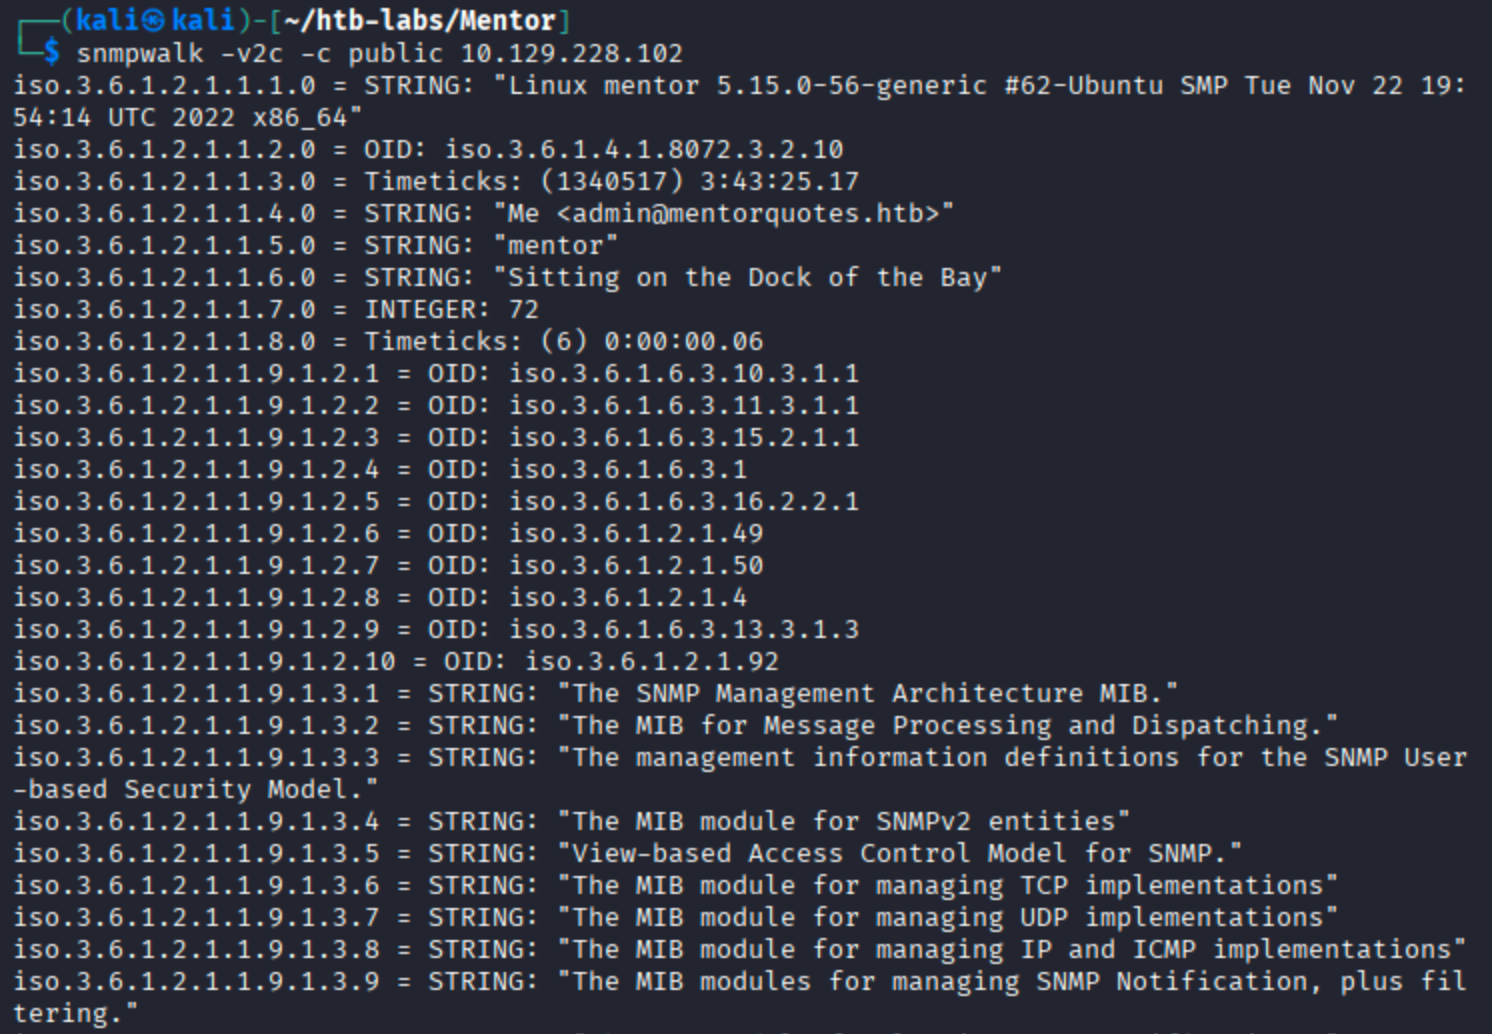 ┌──(kali㉿kali)-[~/htb-labs/Mentor]
└─$ snmpwalk -v2c -c public 10.129.228.102
iso.3.6.1.2.1.1.1.0 = STRING: "Linux mentor 5.15.0-56-generic #62-Ubuntu SMP Tue Nov 22 19:
54:14 UTC 2022 x86_64"
iso.3.6.1.2.1.1.2.0 = OID: iso.3.6.1.4.1.8072.3.2.10
iso.3.6.1.2.1.1.3.0 = Timeticks: (1340517) 3:43:25.17
iso.3.6.1.2.1.1.4.0 = STRING: "Me <admin@mentorquotes.htb>"
iso.3.6.1.2.1.1.5.0 = STRING: "mentor"
iso.3.6.1.2.1.1.6.0 = STRING: "Sitting on the Dock of the Bay"
iso.3.6.1.2.1.1.7.0 = INTEGER: 72
iso.3.6.1.2.1.1.8.0 = Timeticks: (6) 0:00:00.06
iso.3.6.1.2.1.1.9.1.2.1 = OID: iso.3.6.1.6.3.10.3.1.1
iso.3.6.1.2.1.1.9.1.2.2 = OID: iso.3.6.1.6.3.11.3.1.1
iso.3.6.1.2.1.1.9.1.2.3 = OID: iso.3.6.1.6.3.15.2.1.1
iso.3.6.1.2.1.1.9.1.2.4 = OID: iso.3.6.1.6.3.1
iso.3.6.1.2.1.1.9.1.2.5 = OID: iso.3.6.1.6.3.16.2.2.1
iso.3.6.1.2.1.1.9.1.2.6 = OID: iso.3.6.1.2.1.49
iso.3.6.1.2.1.1.9.1.2.7 = OID: iso.3.6.1.2.1.50
iso.3.6.1.2.1.1.9.1.2.8 = OID: iso.3.6.1.2.1.4
iso.3.6.1.2.1.1.9.1.2.9 = OID: iso.3.6.1.6.3.13.3.1.3
iso.3.6.1.2.1.1.9.1.2.10 = OID: iso.3.6.1.2.1.92
iso.3.6.1.2.1.1.9.1.3.1 = STRING: "The SNMP Management Architecture MIB."
iso.3.6.1.2.1.1.9.1.3.2 = STRING: "The MIB for Message Processing and Dispatching."
iso.3.6.1.2.1.1.9.1.3.3 = STRING: "The management information definitions for the SNMP User
-based Security Model."
iso.3.6.1.2.1.1.9.1.3.4 = STRING: "The MIB module for SNMPv2 entities"
iso.3.6.1.2.1.1.9.1.3.5 = STRING: "View-based Access Control Model for SNMP."
iso.3.6.1.2.1.1.9.1.3.6 = STRING: "The MIB module for managing TCP implementations"
iso.3.6.1.2.1.1.9.1.3.7 = STRING: "The MIB module for managing UDP implementations"
iso.3.6.1.2.1.1.9.1.3.8 = STRING: "The MIB module for managing IP and ICMP implementations"
iso.3.6.1.2.1.1.9.1.3.9 = STRING: "The MIB modules for managing SNMP Notification, plus fil
tering."